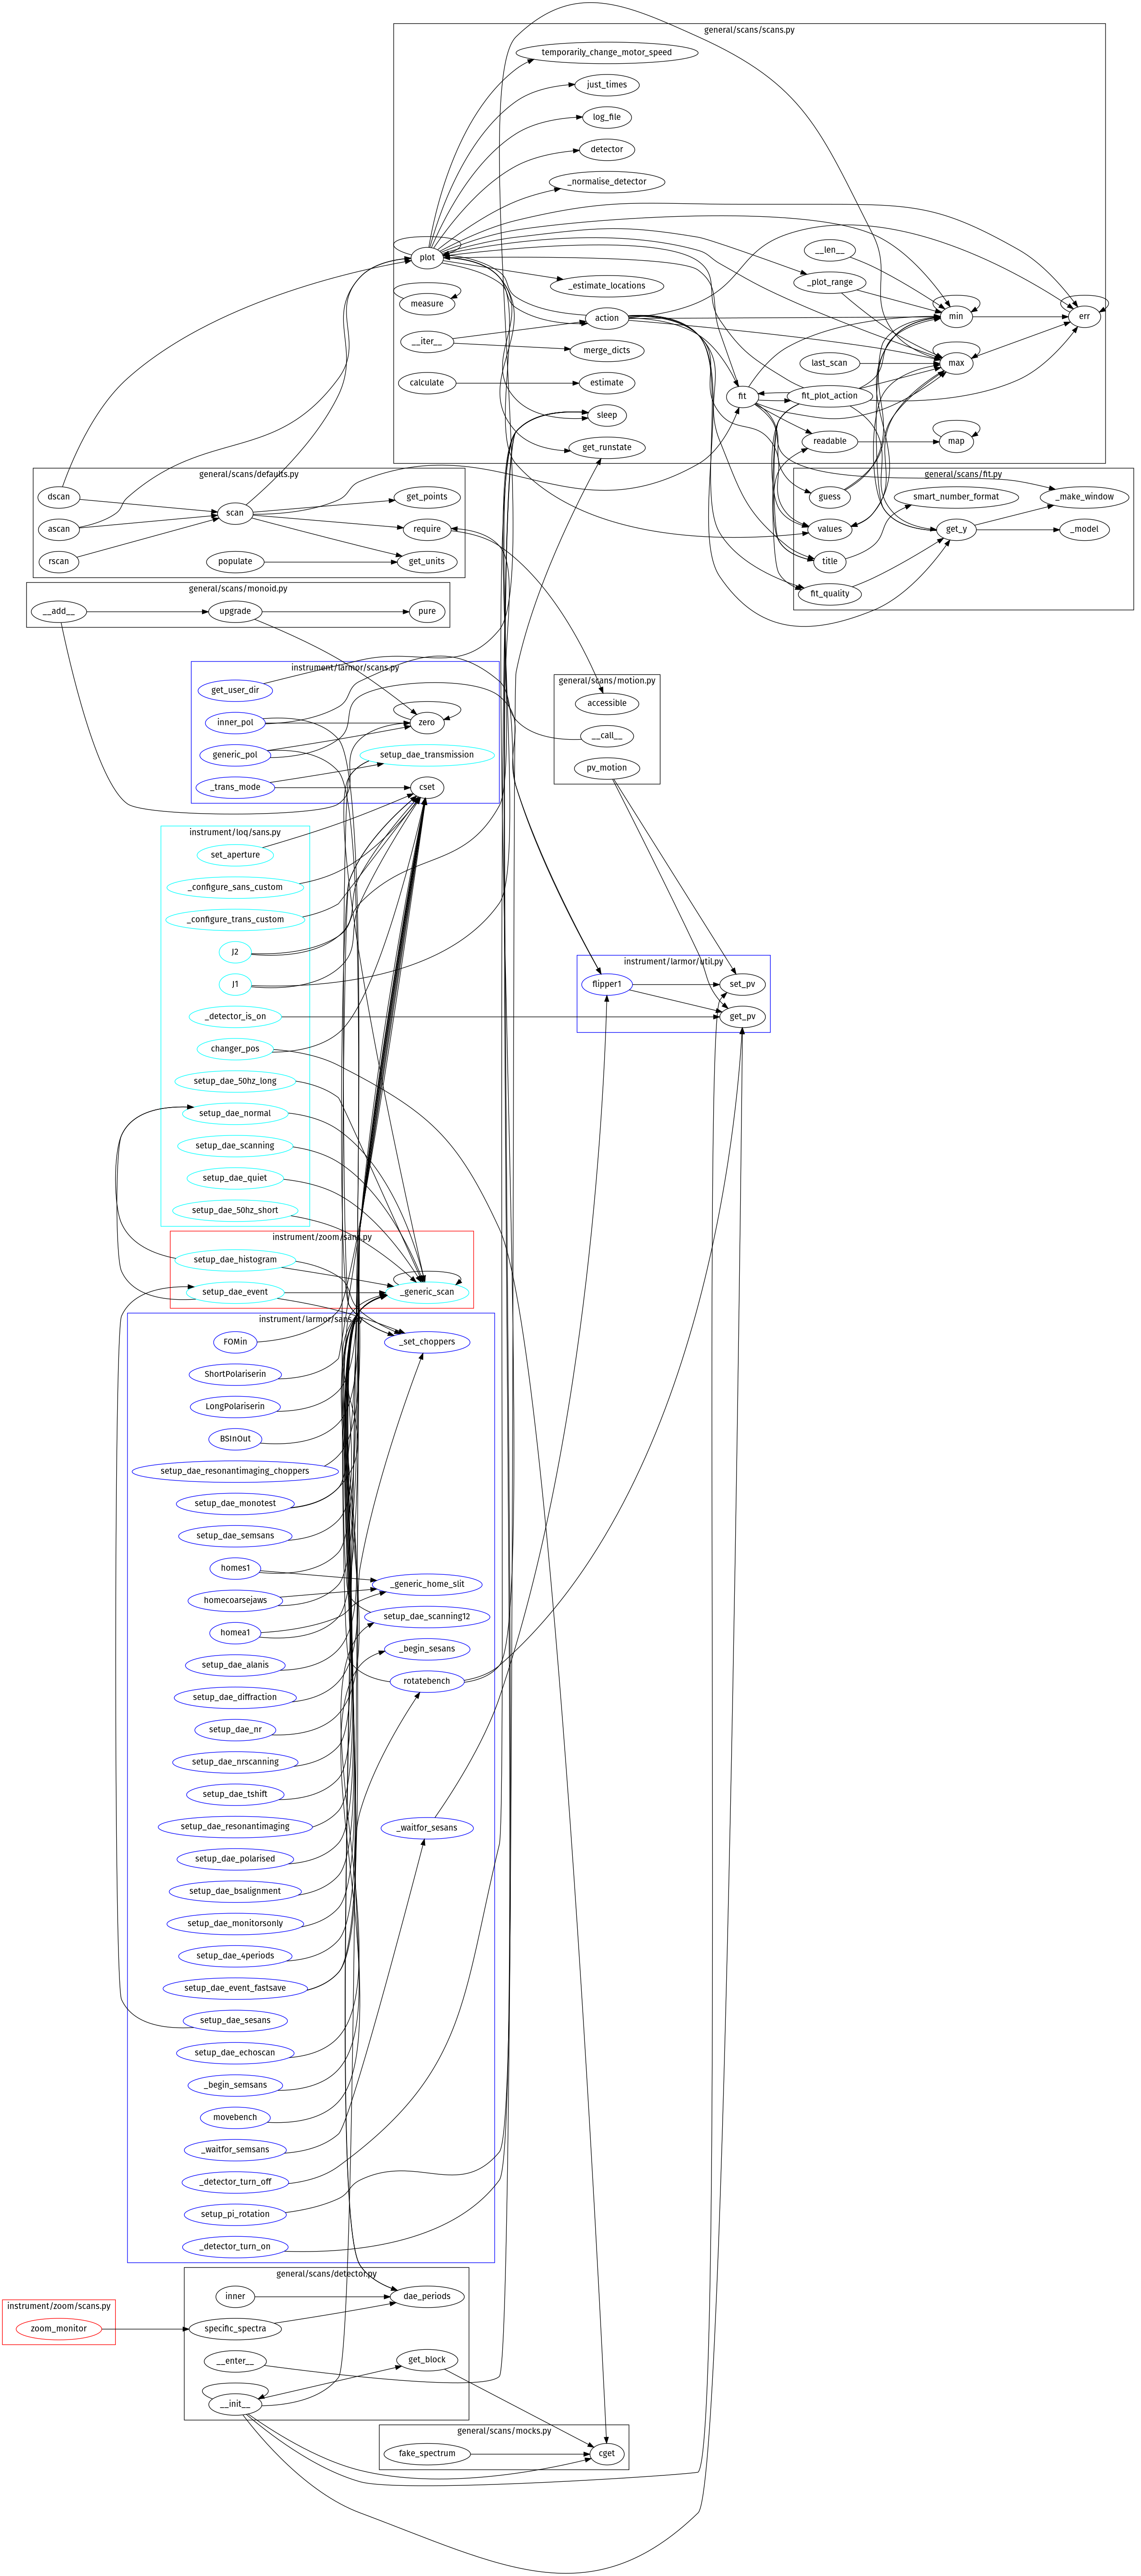 general/scans/scans.py
temporarily_change_motor_speed
just_times
log_file
detector
_normalise_detector
plot
__len__
_plot_range
_estimate_locations
measure
action
min
err
__iter__
merge_dicts
last_scan
max
calculate
estimate
fit
fit_plot_action
sleep
readable
map
get_runstate
general/scans/defaults.py
dscan
get_points
scan
ascan
require
rscan
populate
get_units
general/scans/fit.py
guess
smart_number_format
_make_window
values
get_y
_model
title
fit_quality
general/scans/monoid.py
__add__
upgrade
pure
instrument/larmor/scans.py
get_user_dir
inner_pol
zero
generic_pol
setup_dae_transmission
_trans_mode
cset
general/scans/motion.py
accessible
__call__
pv_motion
instrument/loq/sans.py
set_aperture
_configure_sans_custom
_configure_trans_custom
J2
J1
_detector_is_on
changer_pos
setup_dae_50hz_long
setup_dae_normal
setup_dae_scanning
setup_dae_quiet
setup_dae_50hz_short
instrument/larmor/util.py
flipper1
set_pv
get_pv
instrument/zoom/sans.py
setup_dae_histogram
setup_dae_event
_generic_scan
instrument/larmor/sans.py
FOMin
_set_choppers
ShortPolariserin
LongPolariserin
BSInOut
setup_dae_resonantimaging_choppers
setup_dae_monotest
setup_dae_semsans
homes1
_generic_home_slit
homecoarsejaws
setup_dae_scanning12
homea1
_begin_sesans
setup_dae_alanis
rotatebench
setup_dae_diffraction
setup_dae_nr
setup_dae_nrscanning
setup_dae_tshift
setup_dae_resonantimaging
_waitfor_sesans
setup_dae_polarised
setup_dae_bsalignment
setup_dae_monitorsonly
setup_dae_4periods
setup_dae_event_fastsave
setup_dae_sesans
setup_dae_echoscan
_begin_semsans
movebench
_waitfor_semsans
_detector_turn_off
setup_pi_rotation
_detector_turn_on
general/scans/detector.py
inner
dae_periods
specific_spectra
__enter__
get_block
__init__
instrument/zoom/scans.py
zoom_monitor
general/scans/mocks.py
fake_spectrum
cget